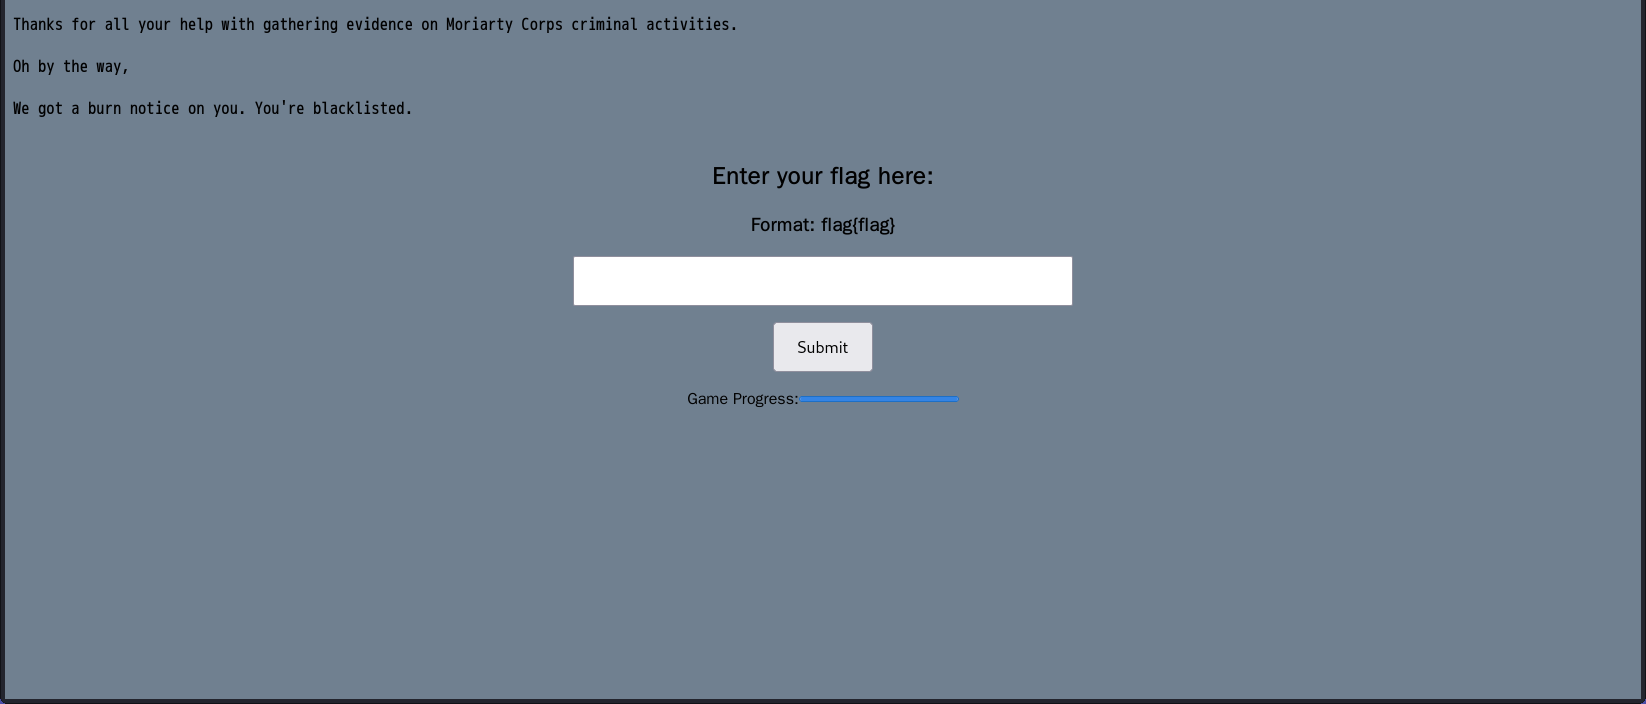 Thanks for all your help with gathering evidence on Moriarty Corps criminal activities.
Oh by the way,
We got a burn notice on you. You're blacklisted.
Enter your flag here:
Format: flag{flag}
Submit
Game Progress: